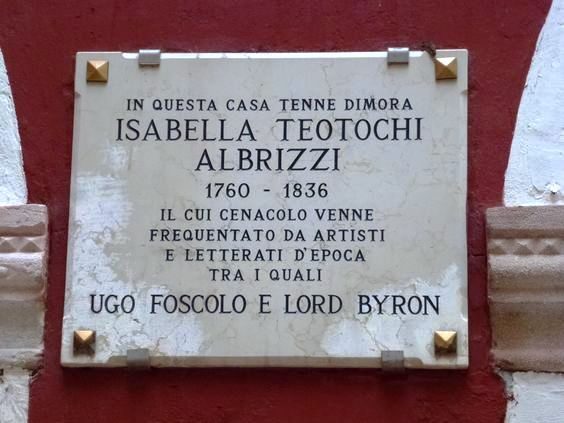 IN QUESTA CASA TENNE DIMORA
ISABELLA TEOTOCHI
ALBRIZZI
1760 - 1836
IL CUI CENACOLO VENNE
FREQUENTATO DA ARTISTI
E LETTERATI D'EPOCA
TRA I QUALI
UGO FOSCOLO E LORD BYRON